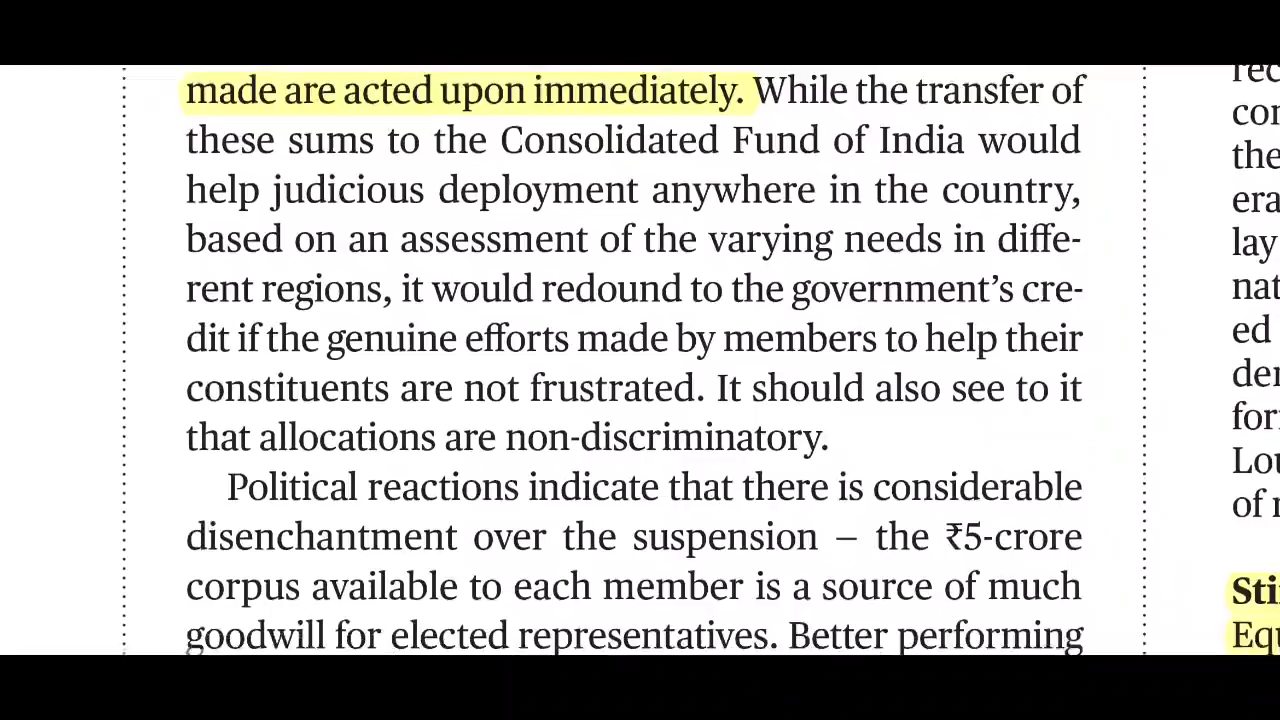 made are acted upon immediately. While the transfer of
these sums to the Consolidated Fund of India would
help judicious deployment anywhere in the country,
based on an assessment of the varying needs in diffe-
rent regions, it would redound to the government’s cre-
dit if the genuine efforts made by members to help their
constituents are not frustrated. It should also see to it
that allocations are non-discriminatory.
Political reactions indicate that there is considerable
disenchantment over the suspension – the ₹5-crore
corpus available to each member is a source of much
goodwill for elected representatives. Better performing